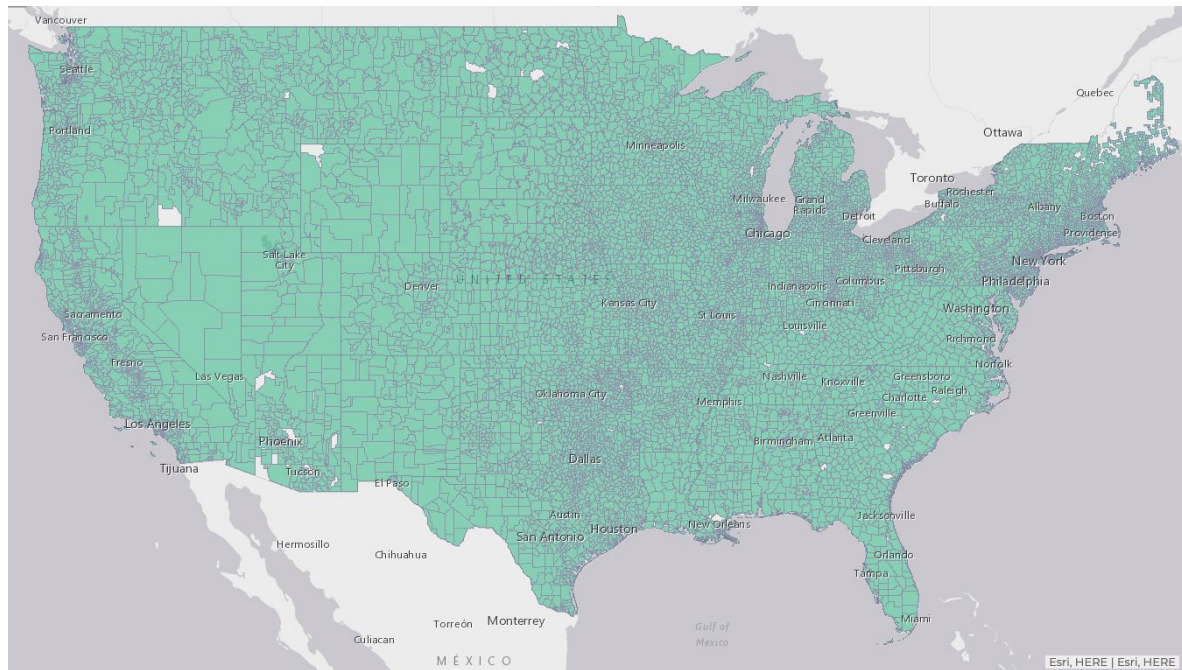 Vancouver
Seattle
Quebec
Portland
Ottawa
Minneapolis
Toronto
Rochester
Milwaukee
Grand
Rapids
Buffalo
Albany
Boston
Detroit
Chicago
Providence
Cleveland
Salt Lake
City
New York
Pittsburgh
Denver
UNITED STATE
Columbus
Philadelphia
Indianapolis
Kansas City
Cincinnati
Washington
Sacramento
St Louis
Louisville
San Francisco
Richmond
Fresno
Norfolk
Las Vegas
Nashville
Knoxville
Greensboro
Raleigh
Oklahoma City
Memphis
Charlotte
Greenville
Los Angeles
Phoenix
Birmingham
Atlanta
Dallas
Tijuana
Tucson
El Paso
Austin
Jacksonville
New Orleans
Houston
San Antonio
Hermosillo
Chihuahua
Orlando
Tampa
Miami
Torreón
Monterrey
Gulf of
Mexico
Culiacan
MÉXICO
Esri, HERE | Esri, HERE